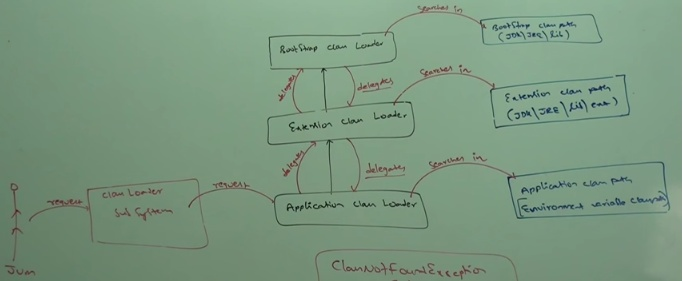 Bootstrap Class Loader
searches in
Bootstrap class path
(JDK\JRE\lib)
delegates
delegates
Extension Class Loader
searches in
Extension class path
(JDK\JRE\lib\ext)
delegates
delegates
Application Class Loader
searches in
Application class path
[Environment variable classpath]
JVM
request
Class Loader
Sub System
request
ClassNotFoundException